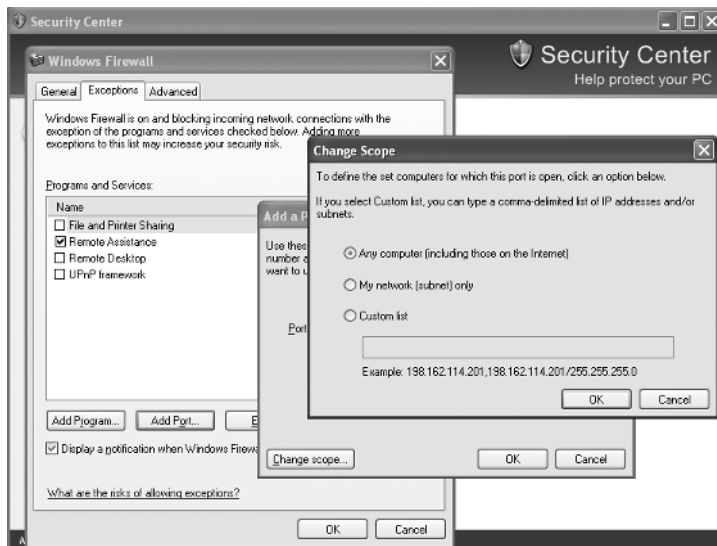 Security Center
Security Center
Help protect your PC
Windows Firewall
General Exceptions Advanced
Windows Firewall is on and blocking incoming network connections with the
exception of the programs and services checked below. Adding more
exceptions to this list may increase your security risk.
Programs and Services:
Name
File and Printer Sharing
Remote Assistance
Remote Desktop
UPnP framework
Add Program... Add Port...
Display a notification when Windows
What are the risks of allowing exceptions?
OK Cancel
Add a
Use
number
want to
Port
Change scope...
OK Cancel
Change Scope
To define the set computers for which this port is open, click an option below.
If you select Custom list, you can type a comma-delimited list of IP addresses and/or
subnets.
Any computer (including those on the Internet)
My network (subnet) only
Custom list
Example: 198.162.114.201,198.162.114.201/255.255.255.0
OK Cancel